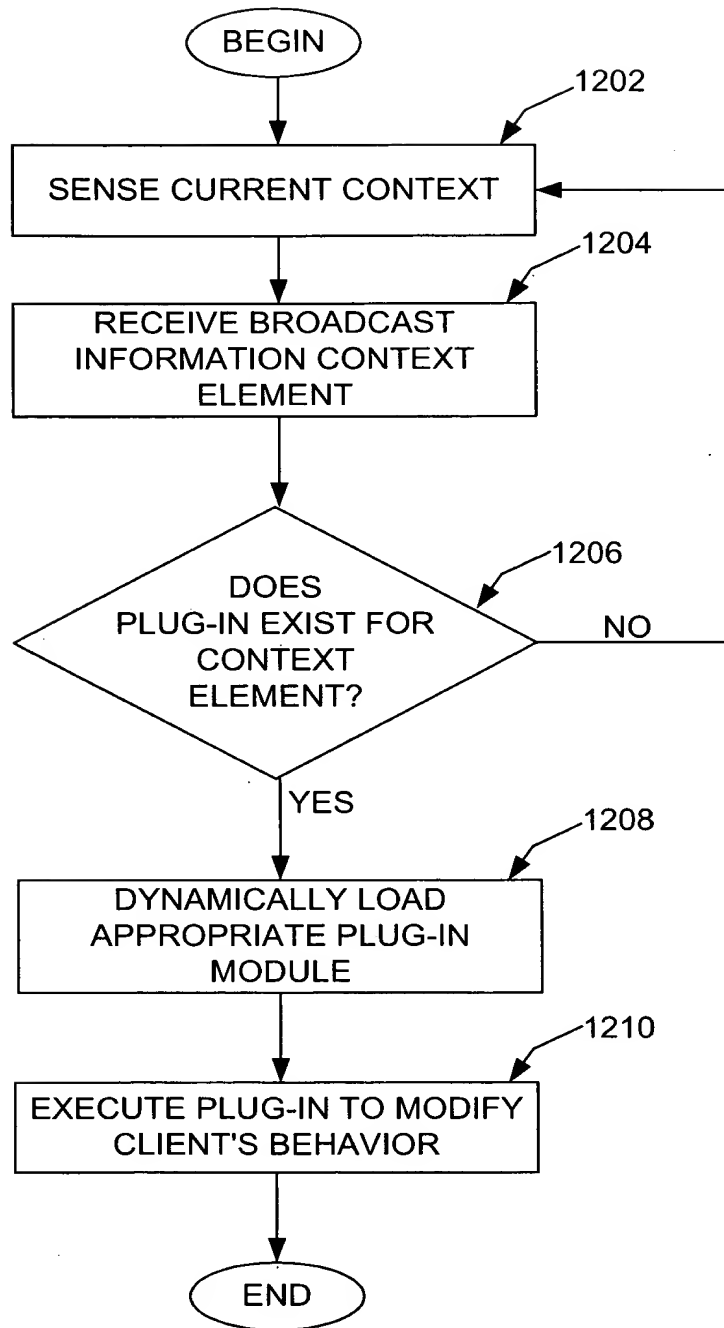 BEGIN
1202
SENSE CURRENT CONTEXT
1204
RECEIVE BROADCAST
INFORMATION CONTEXT
ELEMENT
1206
DOES
PLUG-IN EXIST FOR
CONTEXT
ELEMENT?
NO
YES
1208
DYNAMICALLY LOAD
APPROPRIATE PLUG-IN
MODULE
1210
EXECUTE PLUG-IN TO MODIFY
CLIENT'S BEHAVIOR
END